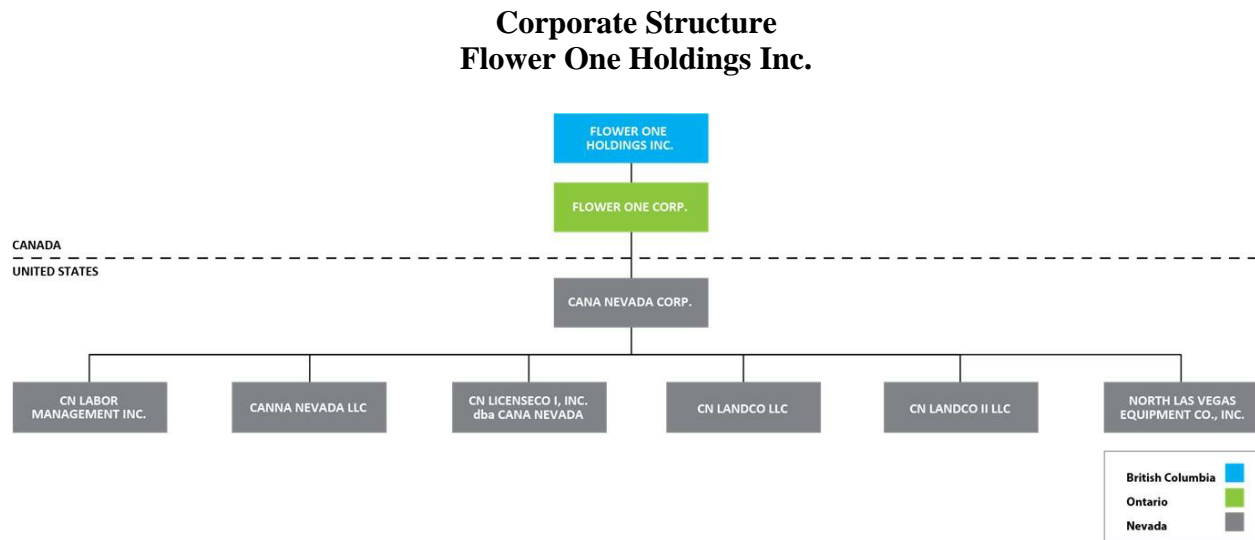 Corporate Structure
Flower One Holdings Inc.
FLOWER ONE
HOLDINGS INC.
FLOWER ONE CORP.
CANADA
UNITED STATES
CANA NEVADA CORP.
CN LABOR
MANAGEMENT INC.
CANNA NEVADA LLC
CN LICENSECO I, INC.
dba CANA NEVADA
CN LANDCO LLC
CN LANDCO II LLC
NORTH LAS VEGAS
EQUIPMENT CO., INC.
British Columbia
Ontario
Nevada